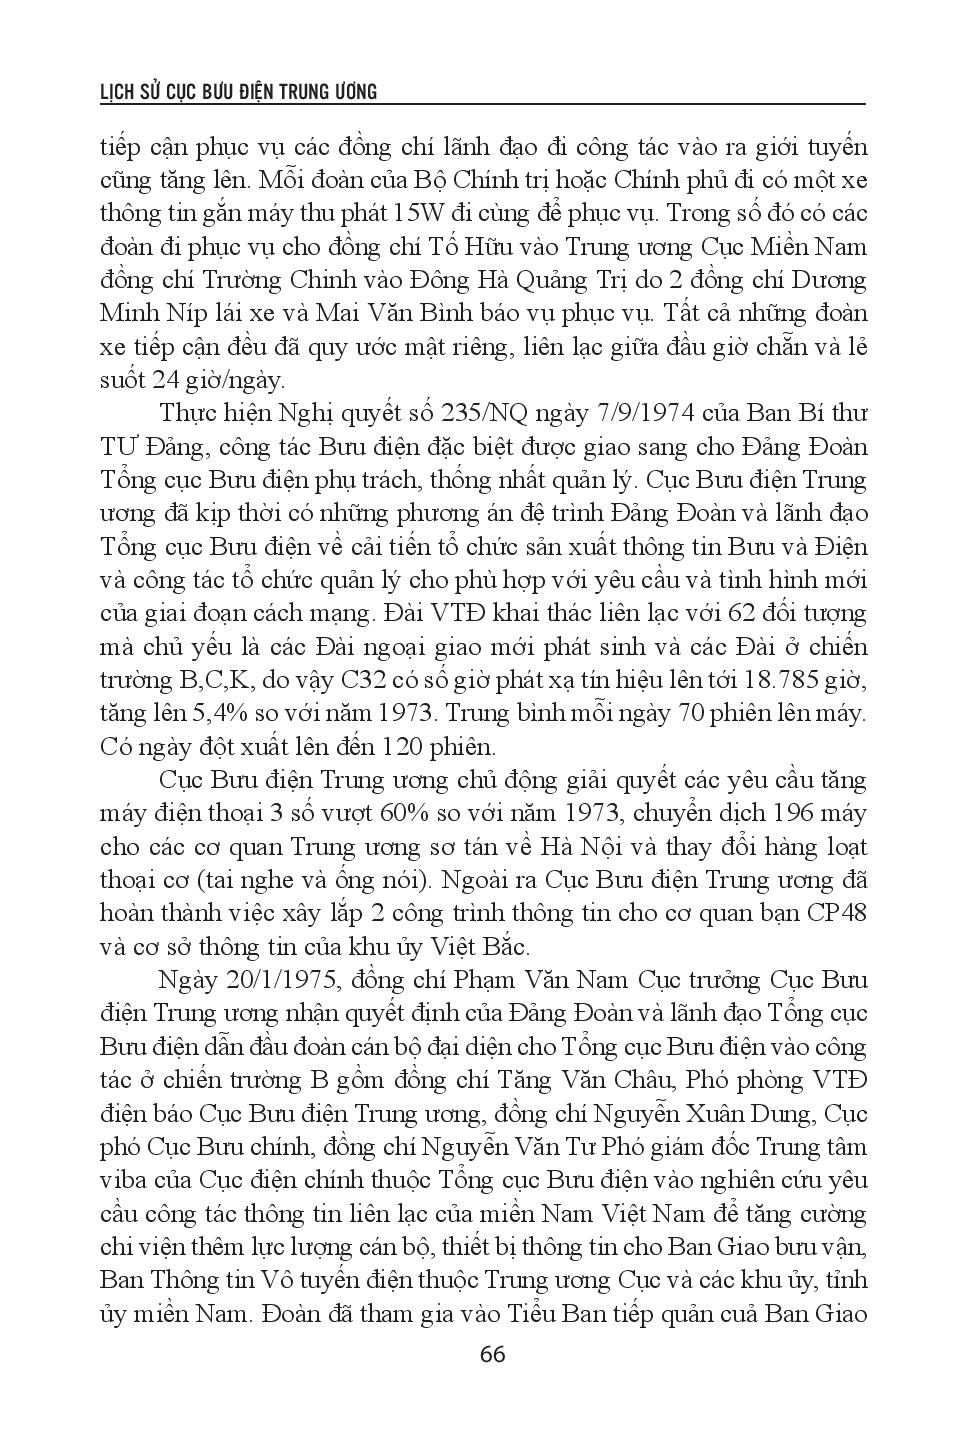 LỊCH SỬ CỤC BƯU ĐIỆN TRUNG ƯƠNG
tiếp cận phục vụ các đồng chí lãnh đạo đi công tác vào ra giới tuyến
cũng tăng lên. Mỗi đoàn của Bộ Chính trị hoặc Chính phủ đi có một xe
thông tin gắn máy thu phát 15W đi cùng để phục vụ. Trong số đó có các
đoàn đi phục vụ cho đồng chí Tố Hữu vào Trung ương Cục Miền Nam
đồng chí Trường Chinh vào Đông Hà Quảng Trị do 2 đồng chí Dương
Minh Níp lái xe và Mai Văn Bình báo vụ phục vụ. Tất cả những đoàn
xe tiếp cận đều đã quy ước mật riêng, liên lạc giữa đầu giờ chẵn và lẻ
suốt 24 giờ/ngày.
Thực hiện Nghị quyết số 235/NQ ngày 7/9/1974 của Ban Bí thư
TƯ Đảng, công tác Bưu điện đặc biệt được giao sang cho Đảng Đoàn
Tổng cục Bưu điện phụ trách, thống nhất quản lý. Cục Bưu điện Trung
ương đã kịp thời có những phương án đệ trình Đảng Đoàn và lãnh đạo
Tổng cục Bưu điện về cải tiến tổ chức sản xuất thông tin Bưu và Điện
và công tác tổ chức quản lý cho phù hợp với yêu cầu và tình hình mới
của giai đoạn cách mạng. Đài VTĐ khai thác liên lạc với 62 đối tượng
mà chủ yếu là các Đài ngoại giao mới phát sinh và các Đài ở chiến
trường B,C,K, do vậy C32 có số giờ phát xạ tín hiệu lên tới 18.785 giờ,
tăng lên 5,4% so với năm 1973. Trung bình mỗi ngày 70 phiên lên máy.
Có ngày đột xuất lên đến 120 phiên.
Cục Bưu điện Trung ương chủ động giải quyết các yêu cầu tăng
máy điện thoại 3 số vượt 60% so với năm 1973, chuyển dịch 196 máy
cho các cơ quan Trung ương sơ tán về Hà Nội và thay đổi hàng loạt
thoại cơ (tai nghe và ống nói). Ngoài ra Cục Bưu điện Trung ương đã
hoàn thành việc xây lắp 2 công trình thông tin cho cơ quan bạn CP48
và cơ sở thông tin của khu ủy Việt Bắc.
Ngày 20/1/1975, đồng chí Phạm Văn Nam Cục trưởng Cục Bưu
điện Trung ương nhận quyết định của Đảng Đoàn và lãnh đạo Tổng cục
Bưu điện dẫn đầu đoàn cán bộ đại diện cho Tổng cục Bưu điện vào công
tác ở chiến trường B gồm đồng chí Tăng Văn Châu, Phó phòng VTĐ
điện báo Cục Bưu điện Trung ương, đồng chí Nguyễn Xuân Dung, Cục
phó Cục Bưu chính, đồng chí Nguyễn Văn Tư Phó giám đốc Trung tâm
viba của Cục điện chính thuộc Tổng cục Bưu điện vào nghiên cứu yêu
cầu công tác thông tin liên lạc của miền Nam Việt Nam để tăng cường
chi viện thêm lực lượng cán bộ, thiết bị thông tin cho Ban Giao bưu vận,
Ban Thông tin Vô tuyến điện thuộc Trung ương Cục và các khu ủy, tỉnh
ủy miền Nam. Đoàn đã tham gia vào Tiểu Ban tiếp quản cuả Ban Giao
66